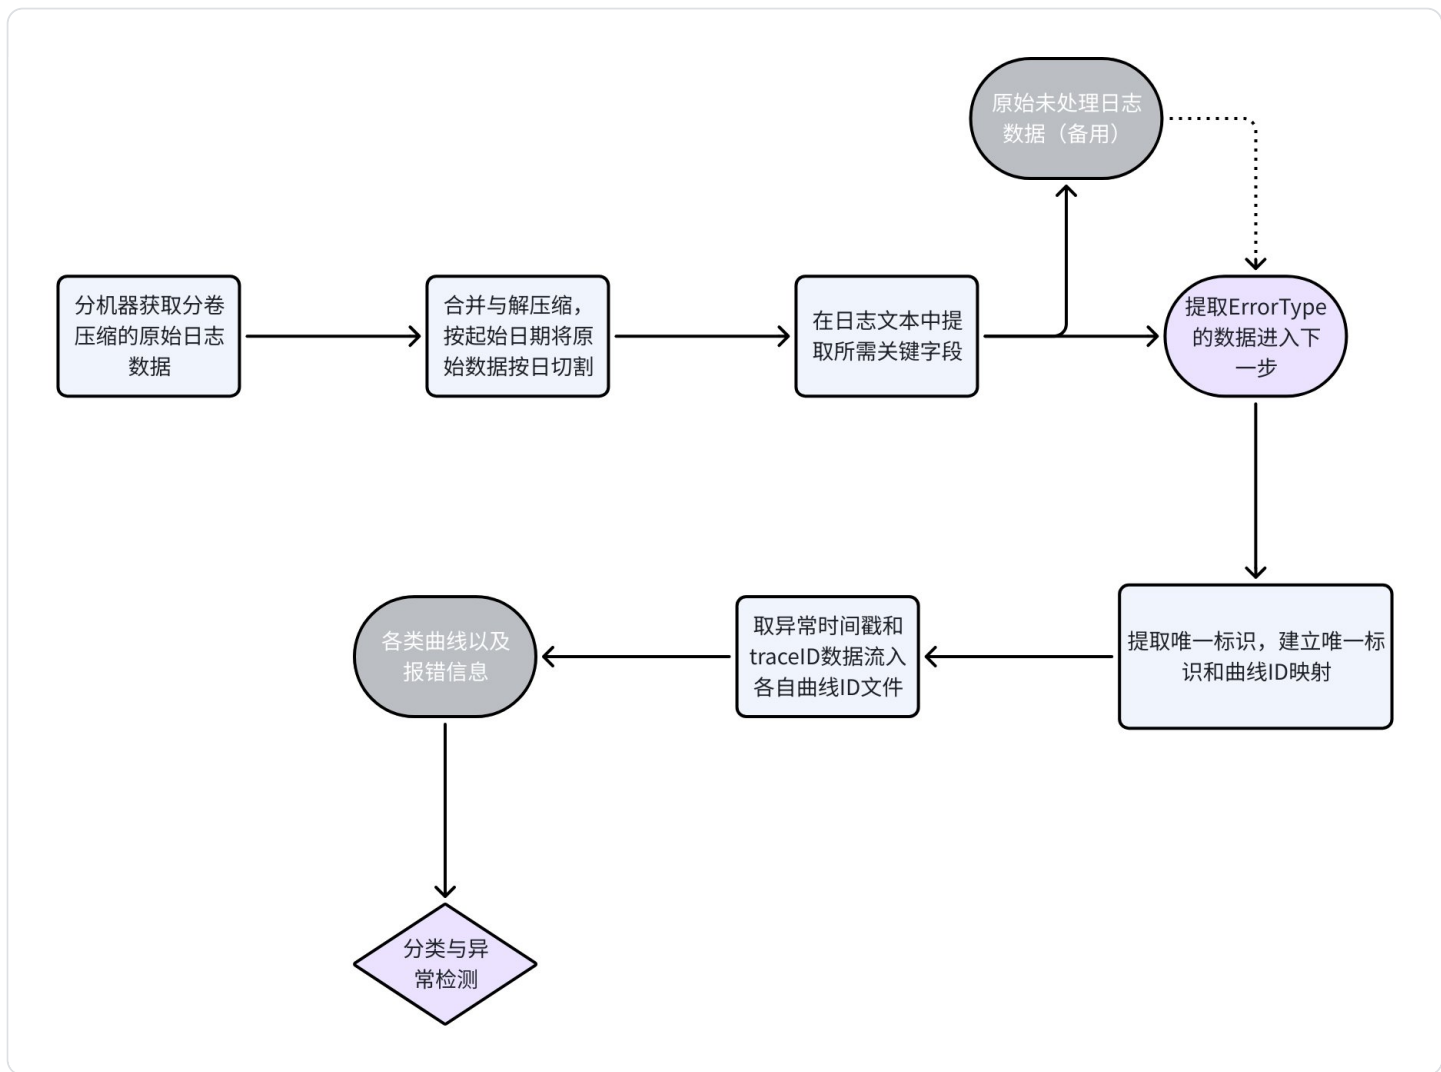 原始未处理日志
数据（备用）
分机器获取分卷
压缩的原始日志
数据
合并与解压缩，
按起始日期将原
始数据按日切割
在日志文本中提
取所需关键字段
提取ErrorType
的数据进入下
一步
提取唯一标识，建立唯一标
识和曲线ID映射
取异常时间戳和
traceID数据流入
各自曲线ID文件
各类曲线以及
报错信息
分类与异
常检测